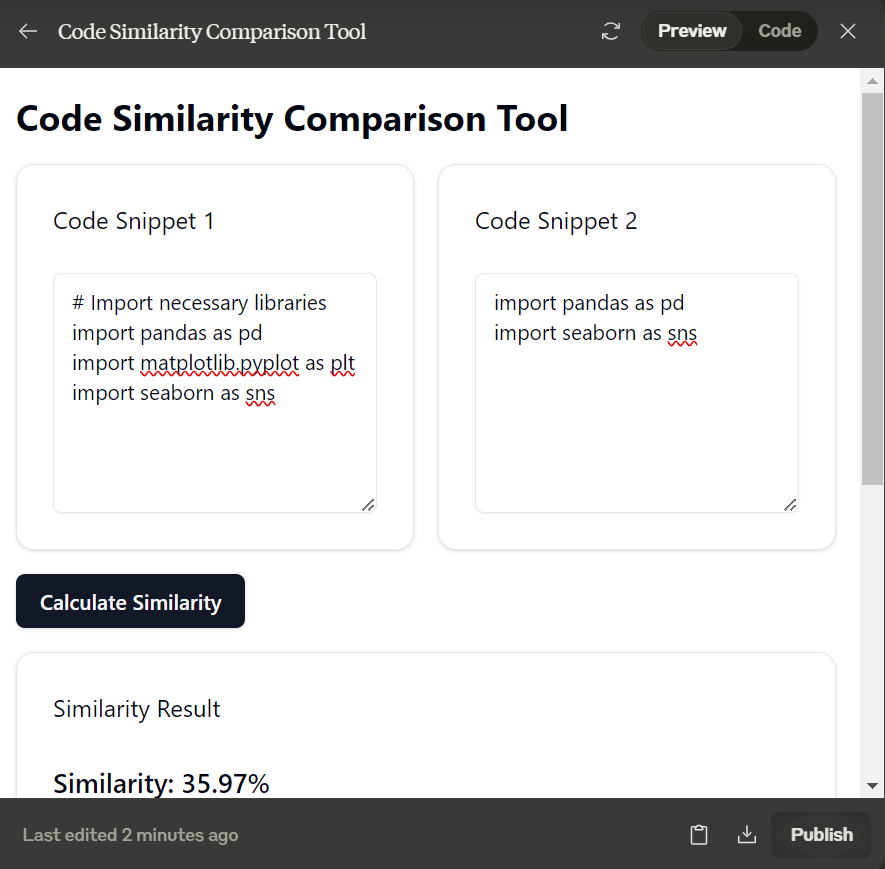 Code Similarity Comparison Tool
Preview
Code
Code Similarity Comparison Tool
Code Snippet 1
# Import necessary libraries
import pandas as pd
import matplotlib.pyplot as plt
import seaborn as sns
Code Snippet 2
import pandas as pd
import seaborn as sns
Calculate Similarity
Similarity Result
Similarity: 35.97%
Last edited 2 minutes ago
Publish